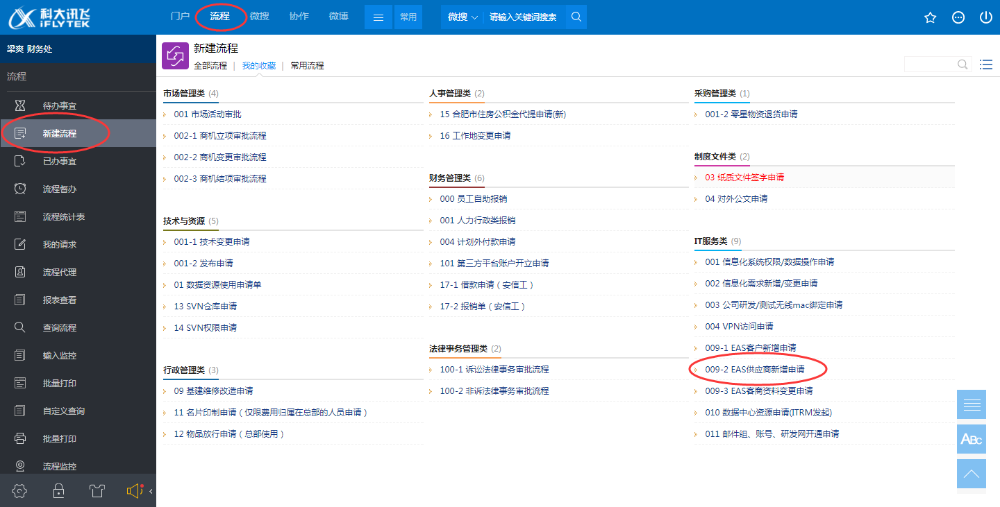 科大讯飞
iFLYTEK
门户
流程
微搜
协作
微博
常用
微搜
请输入关键词搜索
梁爽 财务处
流程
待办事宜
新建流程
已办事宜
流程督办
流程统计表
我的请求
流程代理
报表查看
查询流程
输入监控
批量打印
自定义查询
批量打印
流程监控
新建流程
全部流程 | 我的收藏 | 常用流程
市场管理类 (4)
001 市场活动审批
002-1 商机立项审批流程
002-2 商机变更审批流程
002-3 商机结项审批流程
技术与资源 (5)
001-1 技术变更申请
001-2 发布申请
01 数据资源使用申请单
13 SVN仓库申请
14 SVN权限申请
行政管理类 (3)
09 基建维修改造申请
11 名片印制申请（仅限费用归属在总部的人员申请）
12 物品放行申请（总部使用）
人事管理类 (2)
15 合肥市住房公积金代提申请(新)
16 工作地变更申请
财务管理类 (6)
000 员工自助报销
001 人力行政类报销
004 计划外付款申请
101 第三方平台账户开立申请
17-1 借款申请（安信工）
17-2 报销单（安信工）
法律事务管理类 (2)
100-1 诉讼法律事务审批流程
100-2 非诉法律事务审批流程
采购管理类 (1)
001-2 零星物资退货申请
制度文件类 (2)
03 纸质文件签字申请
04 对外公文申请
IT服务类 (9)
001 信息化系统权限/数据操作申请
002 信息化需求新增/变更申请
003 公司研发/测试无线mac绑定申请
004 VPN访问申请
009-1 EAS客户新增申请
009-2 EAS供应商新增申请
009-3 EAS客商资料变更申请
010 数据中心资源申请(ITRM发起)
011 邮件组、账号、研发网开通申请
ABC